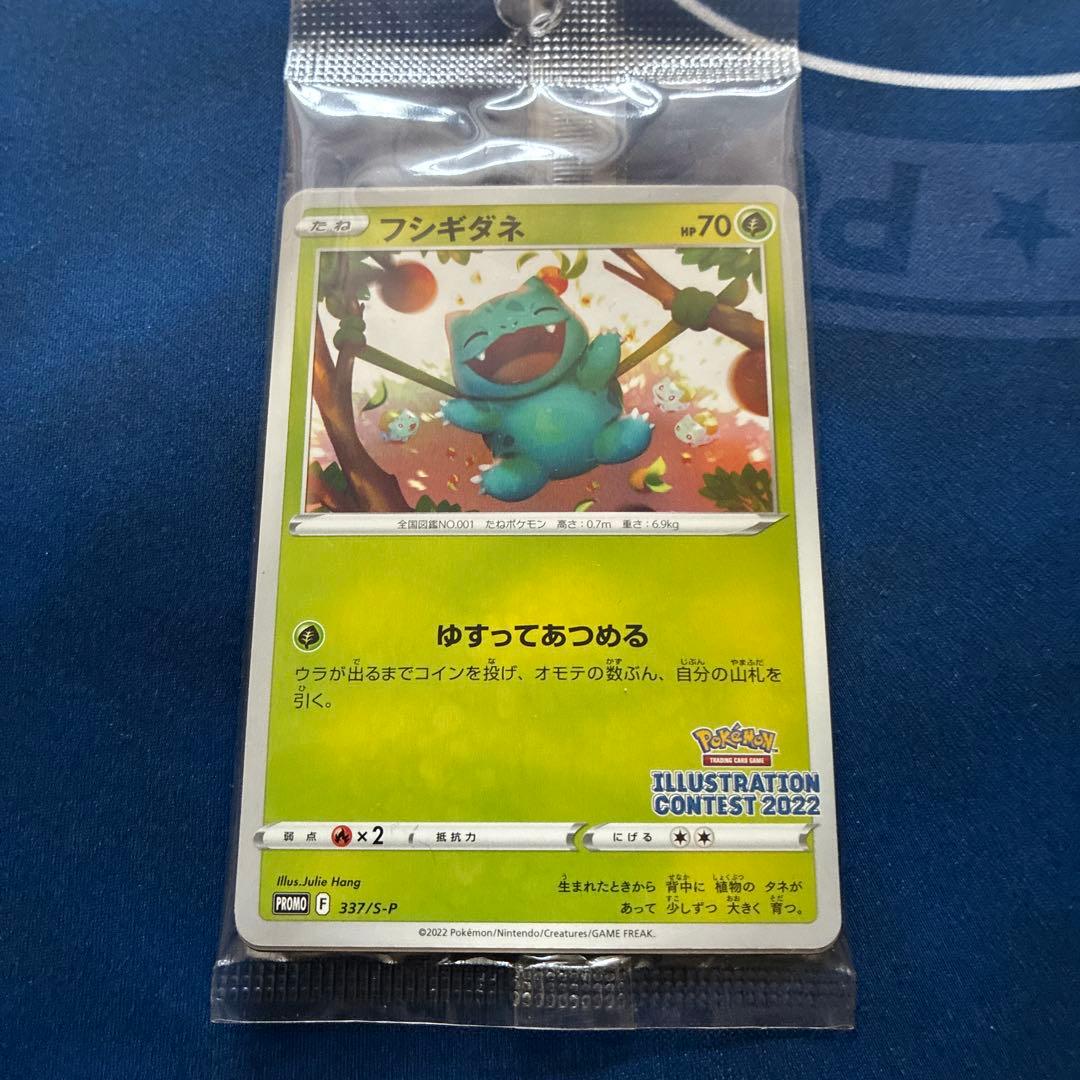 たね フシギダネ HP70
全国図鑑NO.001 たねポケモン 高さ:0.7m 重さ:6.9kg
ゆすってあつめる
ウラが出るまでコインを投げ、オモテの数ぶん、自分の山札を
引く。
Pokémon
TRADING CARD GAME
ILLUSTRATION
CONTEST 2022
弱点 ×2 抵抗力 にげる
Illus.Julie Hang
生まれたときから 背中に 植物の タネが
あって 少しずつ 大きく 育つ。
PROMO F 337/S-P
©2022 Pokémon/Nintendo/Creatures/GAME FREAK.